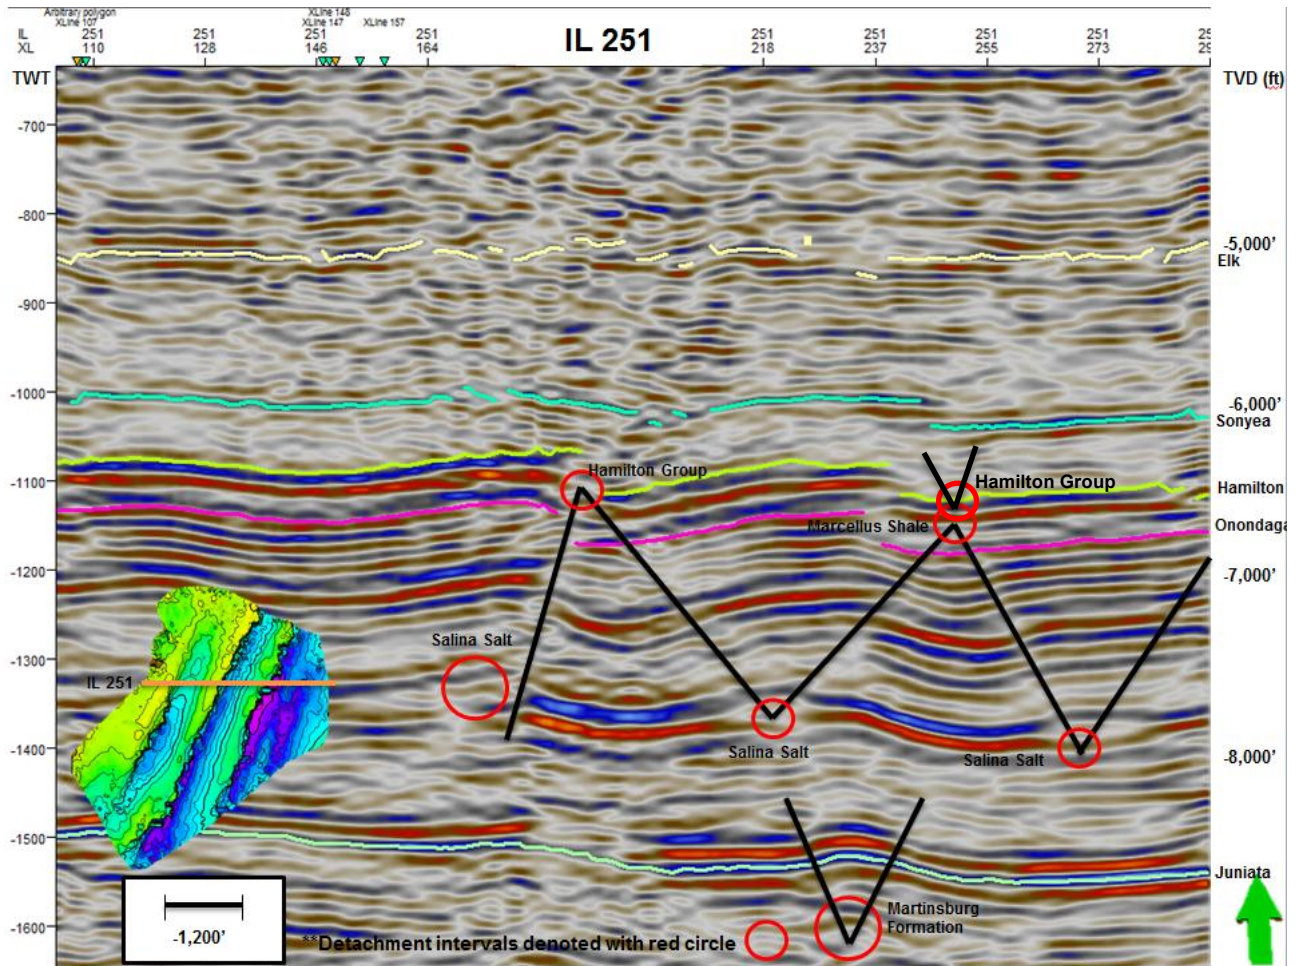 Arbitrary polygon
XLine 148
XLine 107
XLine 147
XLine 157
IL 251 251 251 251 IL 251 251 251 251 251 25
XL 110 128 146 164 218 237 255 273 29
TWT
TVD (ft)
-700
-800
-5,000'
Elk
-900
-1000
-6,000'
Sonyea
Hamilton Group
Hamilton Group
-1100
Hamilton
Marcellus Shale
Onondaga
-1200
-7,000'
Salina Salt
-1300
IL 251
Salina Salt
Salina Salt
-1400
-8,000'
-1500
Juniata
Martinsburg
Formation
-1600
-1,200'
**Detachment intervals denoted with red circle